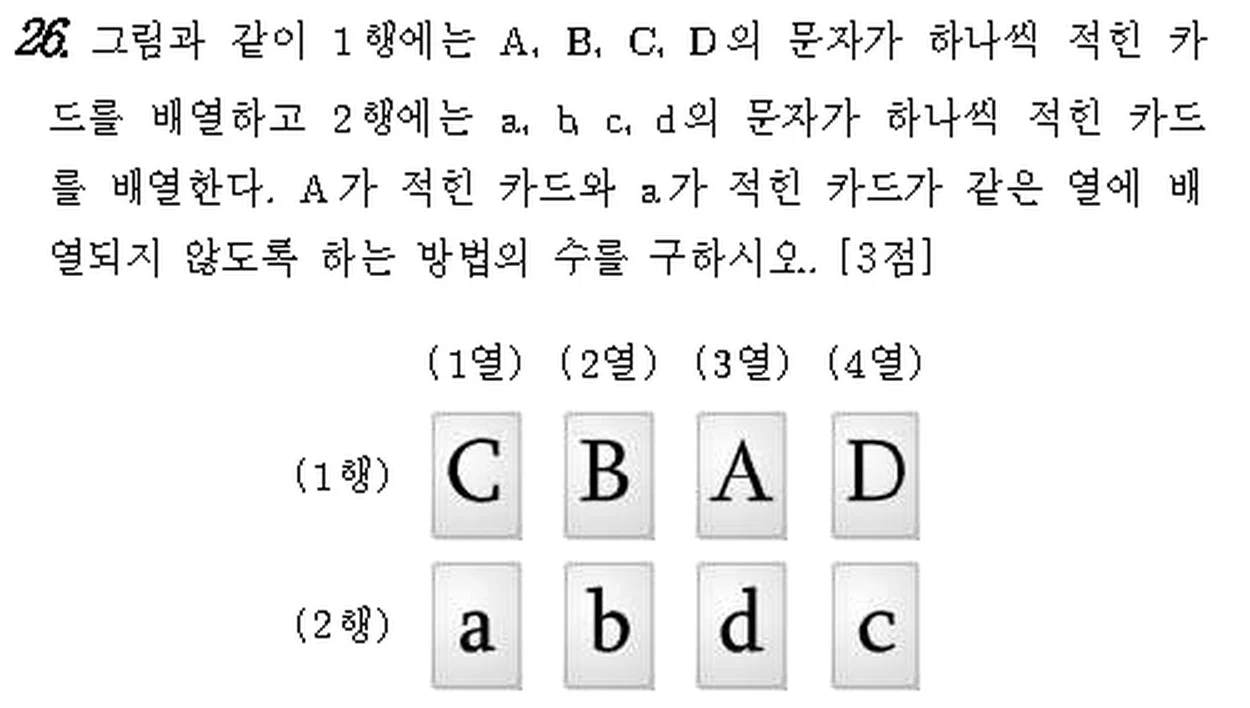 26. 그림과 같이 1행에는 A, B, C, D의 문자가 하나씩 적힌 카
드를 배열하고 2행에는 a, b, c, d의 문자가 하나씩 적힌 카드
를 배열한다. A가 적힌 카드와 a가 적힌 카드가 같은 열에 배
열되지 않도록 하는 방법의 수를 구하시오.. [3점]
(1열) (2열) (3열) (4열)
(1행) C B A D
(2행) a b d c